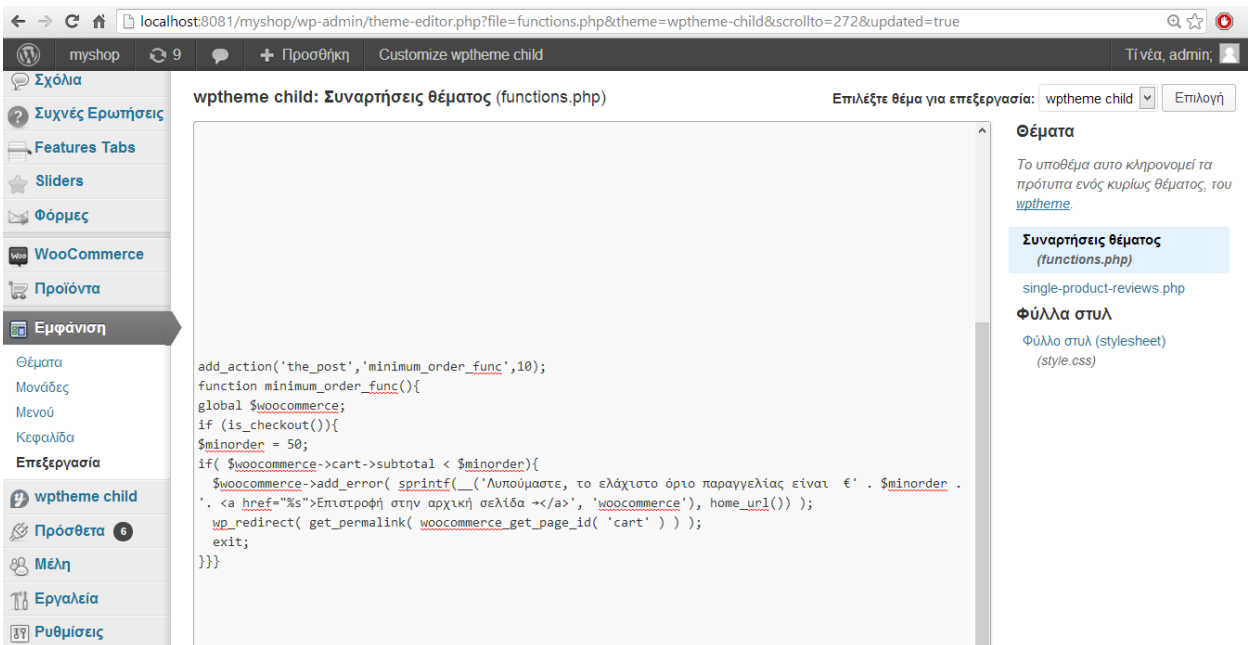 localhost:8081/myshop/wp-admin/theme-editor.php?file=functions.php&theme=wptheme-child&scrollto=272&updated=true
myshop 9 + Προσθήκη Customize wptheme child Τί νέα, admin;
Σχόλια
Συχνές Ερωτήσεις
Features Tabs
Sliders
Φόρμες
WooCommerce
Προϊόντα
Εμφάνιση
Θέματα
Μονάδες
Μενού
Κεφαλίδα
Επεξεργασία
wptheme child
Πρόσθετα 6
Μέλη
Εργαλεία
Ρυθμίσεις
wptheme child: Συναρτήσεις θέματος (functions.php)
Επιλέξτε θέμα για επεξεργασία: wptheme child Επιλογή
add_action('the_post','minimum_order_func',10);
function minimum_order_func(){
global $woocommerce;
if (is_checkout()){
$minorder = 50;
if( $woocommerce->cart->subtotal < $minorder){
$woocommerce->add_error( sprintf(__('Λυπούμαστε, το ελάχιστο όριο παραγγελίας είναι  €' . $minorder .
'. <a href="%s">Επιστροφή στην αρχική σελίδα →</a>', 'woocommerce'), home_url()) );
wp_redirect( get_permalink( woocommerce_get_page_id( 'cart' ) ) );
exit;
}}}
Θέματα
Το υποθέμα αυτο κληρονομεί τα
πρότυπα ενός κυρίως θέματος, του
wptheme.
Συναρτήσεις θέματος
(functions.php)
single-product-reviews.php
Φύλλα στυλ
Φύλλο στυλ (stylesheet)
(style.css)